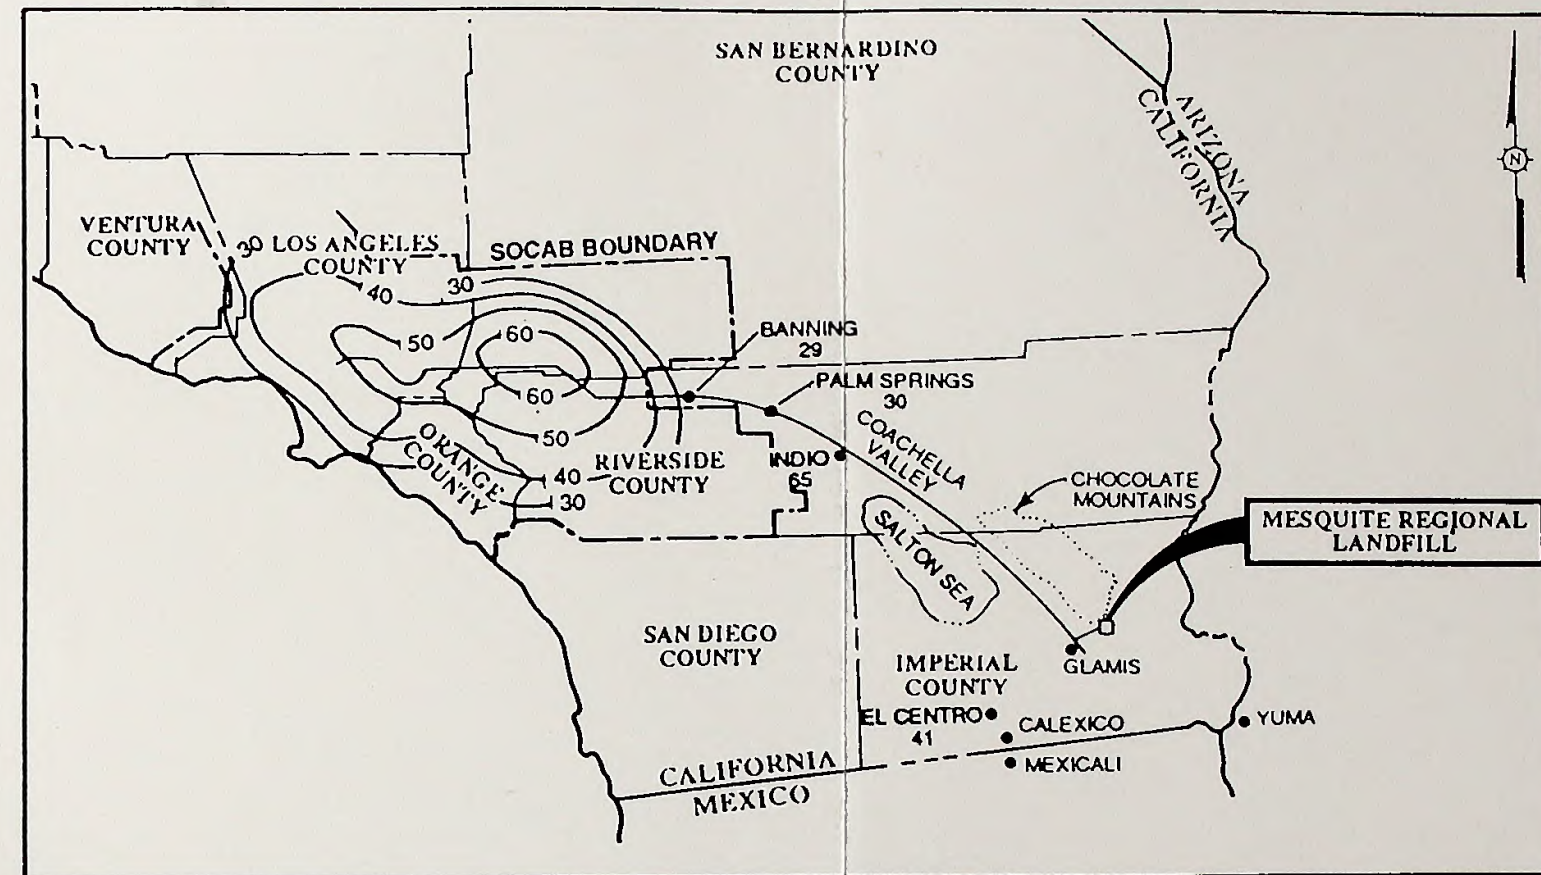 SAN BERNARDINO
COUNTY
ARIZONA
CALIFORNIA
N
VENTURA
COUNTY
30
LOS ANGELES
COUNTY
SOCAB BOUNDARY
40
30
50
60
BANNING
29
60
PALM SPRINGS
30
50
COACHELLA
VALLEY
ORANGE
COUNTY
40
30
RIVERSIDE
COUNTY
INDIO
65
CHOCOLATE
MOUNTAINS
SALTON SEA
MESQUITE REGIONAL
LANDFILL
SAN DIEGO
COUNTY
IMPERIAL
COUNTY
GLAMIS
EL CENTRO
41
CALEXICO
YUMA
MEXICALI
CALIFORNIA
MEXICO